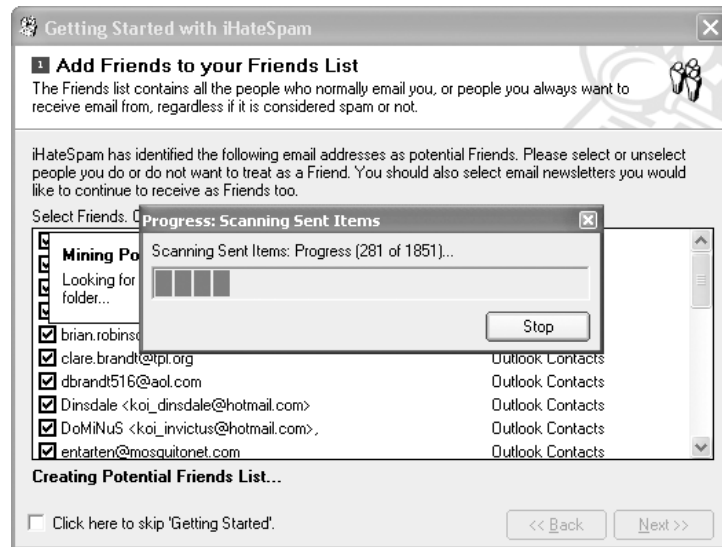 Getting Started with iHateSpam
1 Add Friends to your Friends List
The Friends list contains all the people who normally email you, or people you always want to
receive email from, regardless if it is considered spam or not.
iHateSpam has identified the following email addresses as potential Friends. Please select or unselect
people you do or do not want to treat as a Friend. You should also select email newsletters you would
like to continue to receive as Friends too.
Select Friends.
Progress: Scanning Sent Items
Scanning Sent Items: Progress (281 of 1851)...
Stop
Mining Po
Looking for
folder...
brian.robins
clare.brandt@tpl.org Outlook Contacts
dbrandt516@aol.com Outlook Contacts
Dinsdale <koi_dinsdale@hotmail.com> Outlook Contacts
DoMiNuS <koi_invictus@hotmail.com>, Outlook Contacts
entarten@mosquitonet.com Outlook Contacts
Creating Potential Friends List...
Click here to skip 'Getting Started'.
<< Back Next >>